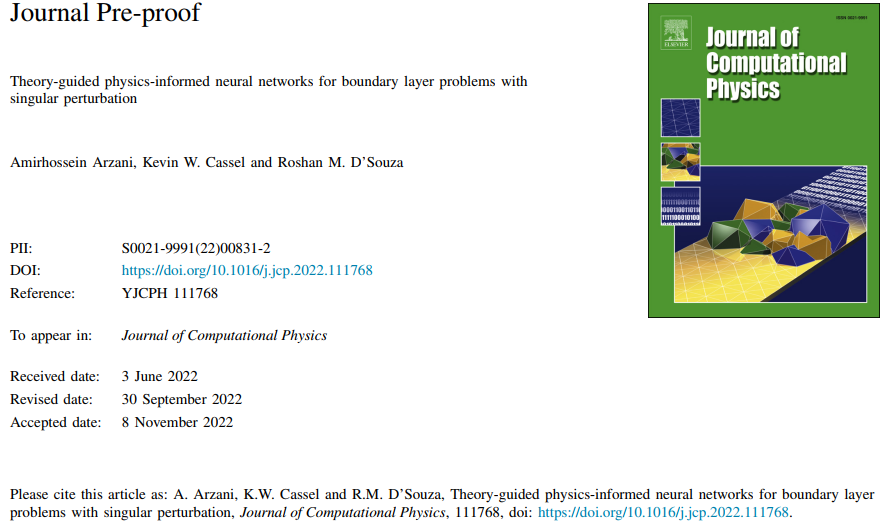 Journal Pre-proof
Theory-guided physics-informed neural networks for boundary layer problems with
singular perturbation
Amirhossein Arzani, Kevin W. Cassel and Roshan M. D'Souza
PII: S0021-9991(22)00831-2
DOI: https://doi.org/10.1016/j.jcp.2022.111768
Reference: YJCPH 111768
To appear in: Journal of Computational Physics
Received date: 3 June 2022
Revised date: 30 September 2022
Accepted date: 8 November 2022
Please cite this article as: A. Arzani, K.W. Cassel and R.M. D'Souza, Theory-guided physics-informed neural networks for boundary layer
problems with singular perturbation, Journal of Computational Physics, 111768, doi: https://doi.org/10.1016/j.jcp.2022.111768.
ELSEVIER
Journal of
Computational
Physics